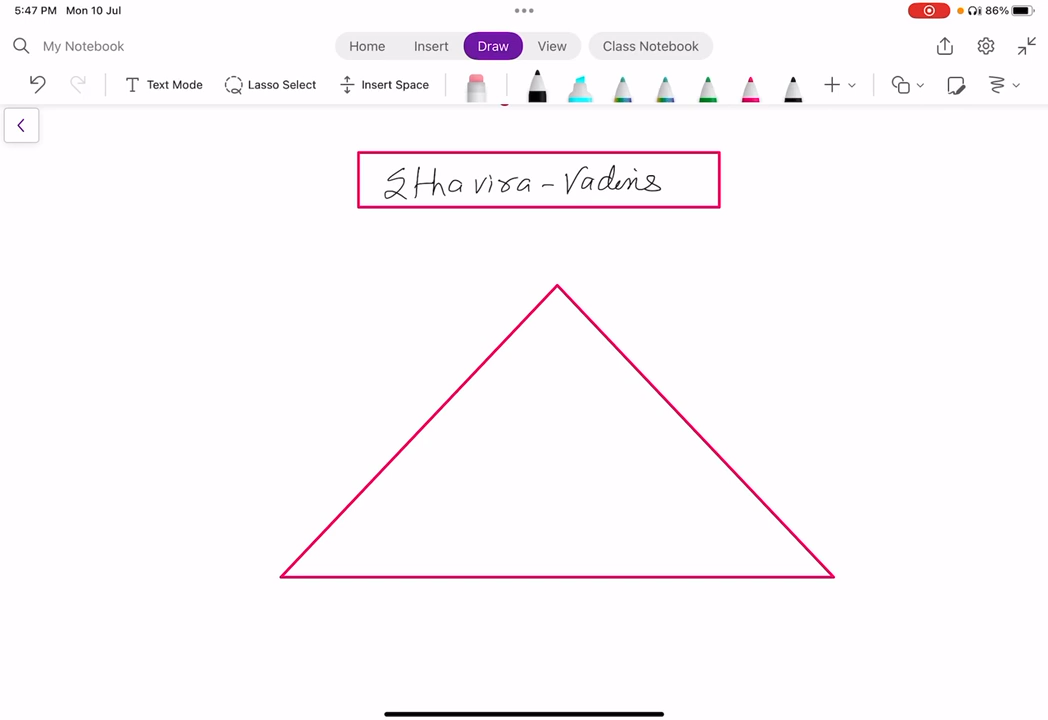 5:47 PM Mon 10 Jul
86%
My Notebook
Home Insert Draw View Class Notebook
Text Mode Lasso Select Insert Space
Sthavira - Vadins